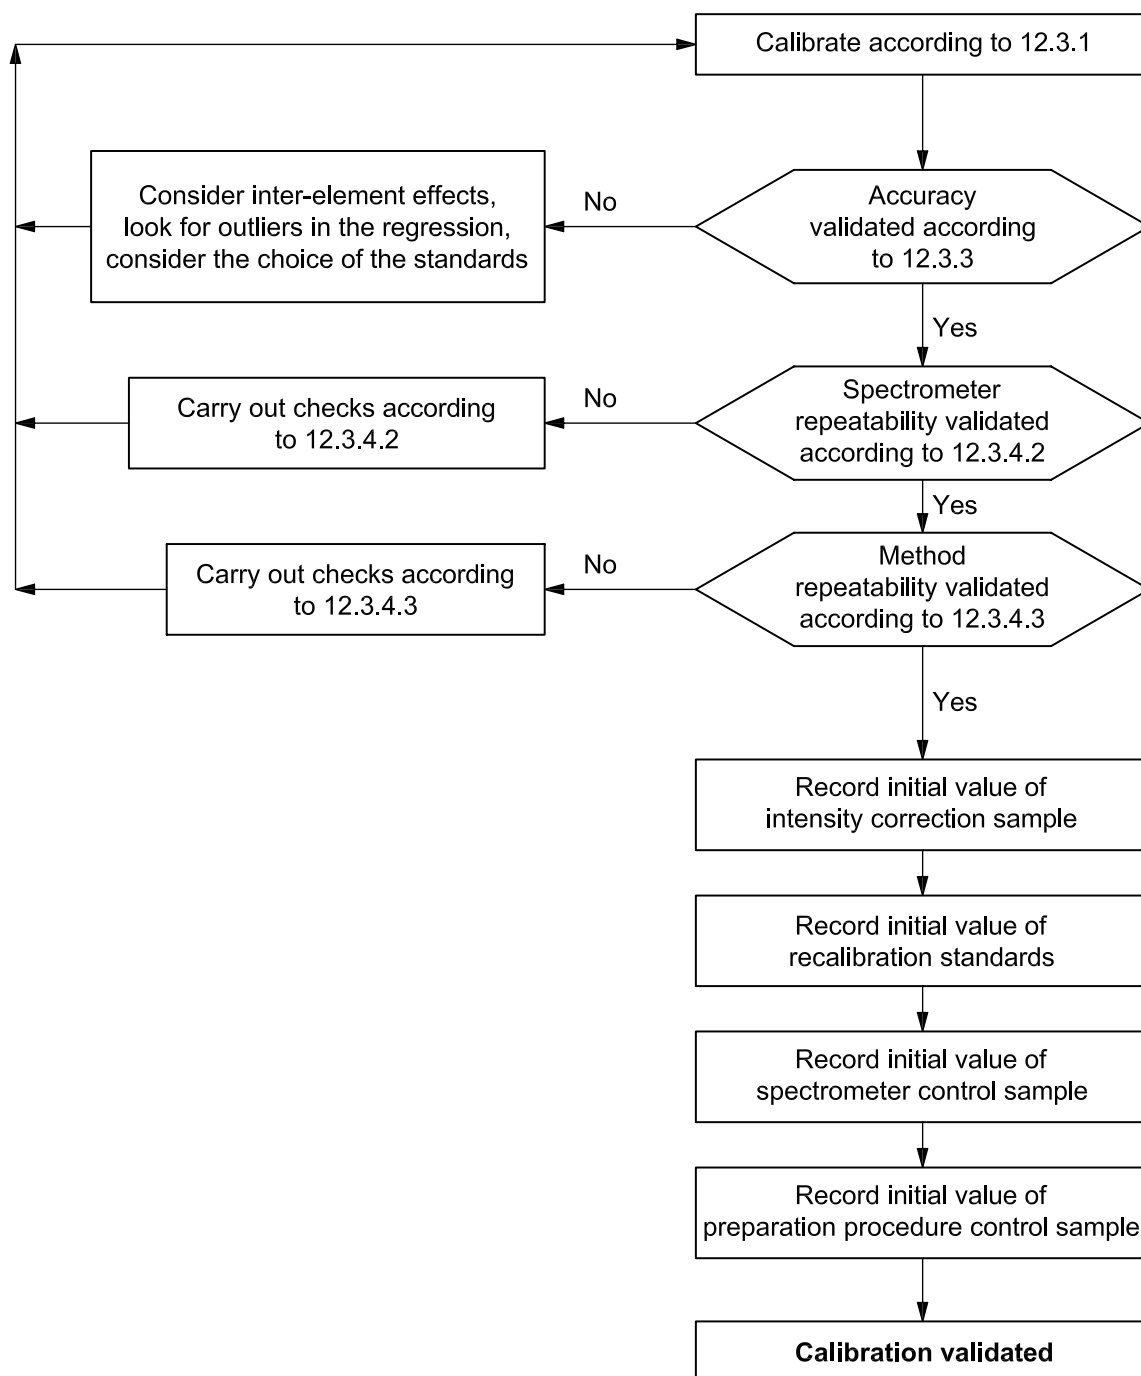 Calibrate according to 12.3.1
Consider inter-element effects,
look for outliers in the regression,
consider the choice of the standards
No
Accuracy
validated according
to 12.3.3
Yes
Carry out checks according
to 12.3.4.2
No
Spectrometer
repeatability validated
according to 12.3.4.2
Yes
Carry out checks according
to 12.3.4.3
No
Method
repeatability validated
according to 12.3.4.3
Yes
Record initial value of
intensity correction sample
Record initial value of
recalibration standards
Record initial value of
spectrometer control sample
Record initial value of
preparation procedure control sample
Calibration validated